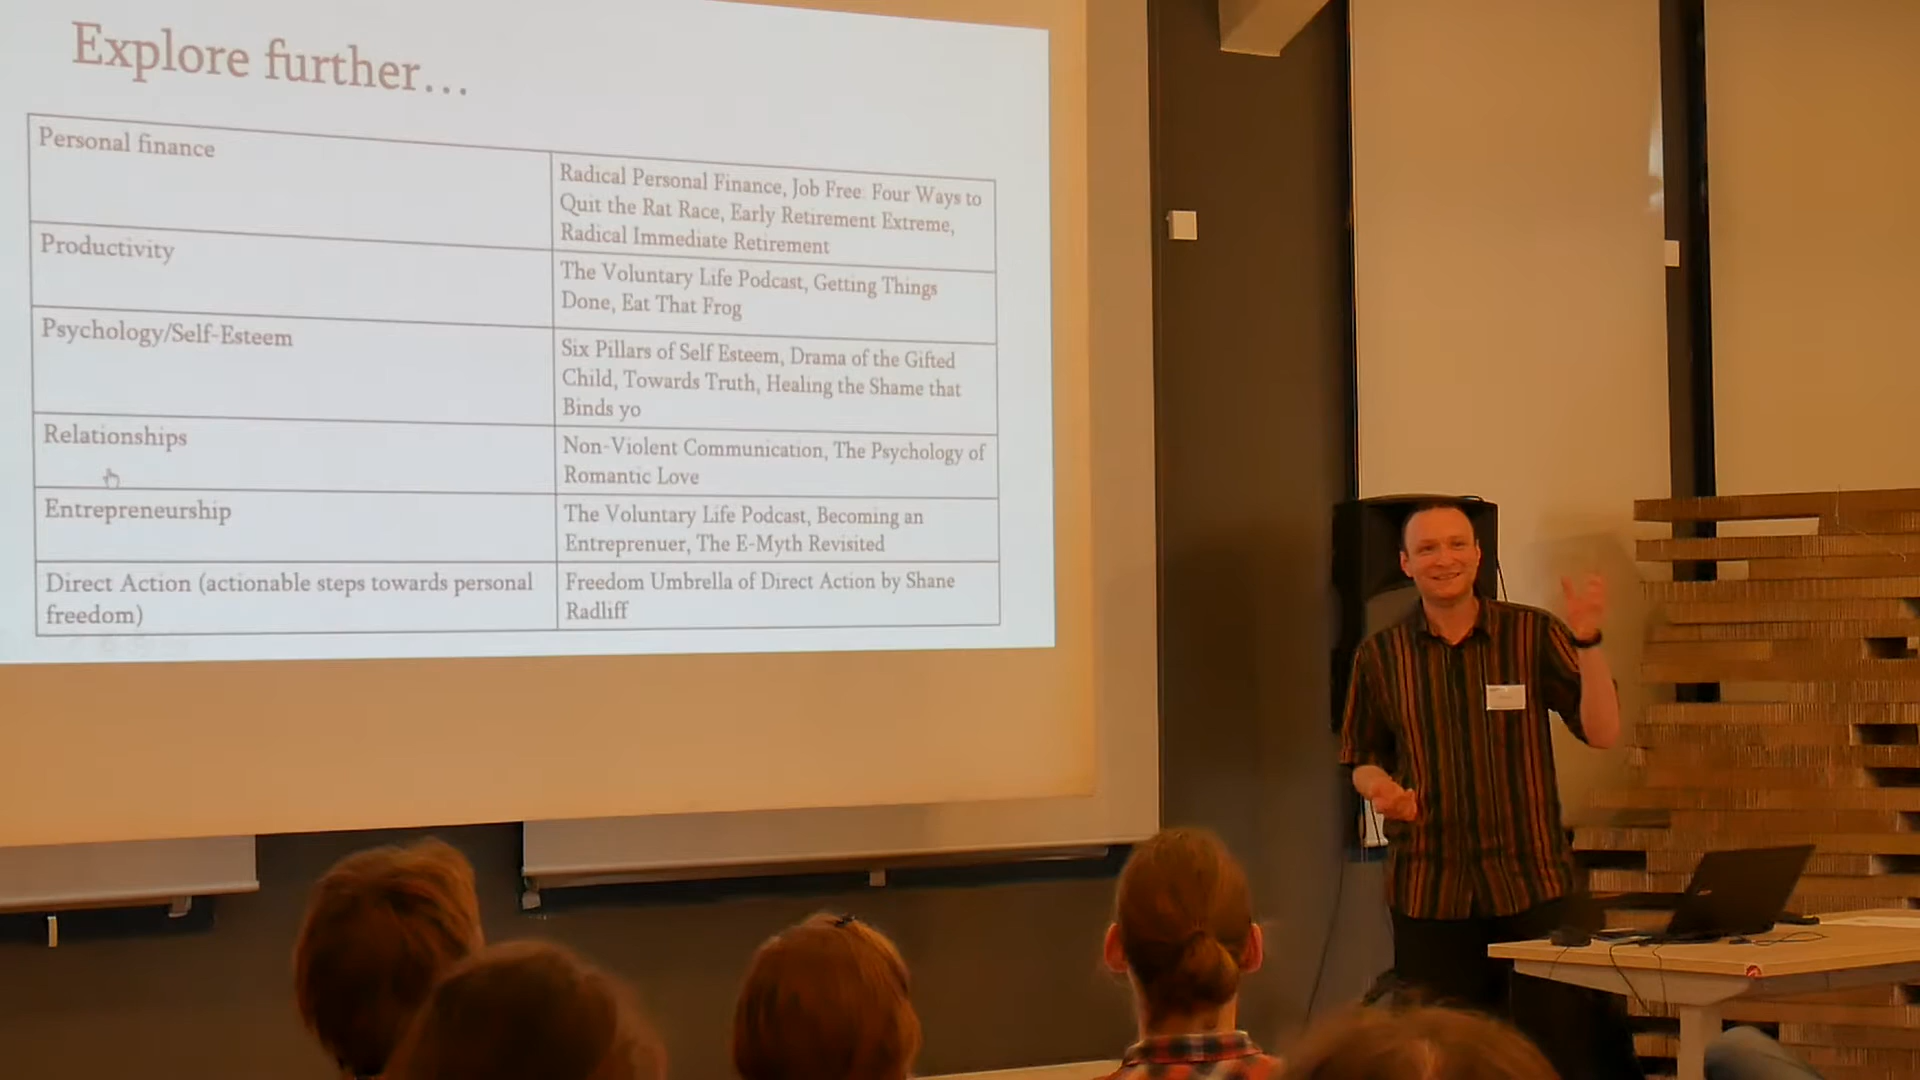 Explore further...
Personal finance
Radical Personal Finance, Job Free: Four Ways to
Quit the Rat Race, Early Retirement Extreme,
Radical Immediate Retirement
Productivity
The Voluntary Life Podcast, Getting Things
Done, Eat That Frog
Psychology/Self-Esteem
Six Pillars of Self Esteem, Drama of the Gifted
Child, Towards Truth, Healing the Shame that
Binds yo
Relationships
Non-Violent Communication, The Psychology of
Romantic Love
Entrepreneurship
The Voluntary Life Podcast, Becoming an
Entreprenuer, The E-Myth Revisited
Direct Action (actionable steps towards personal
freedom)
Freedom Umbrella of Direct Action by Shane
Radliff